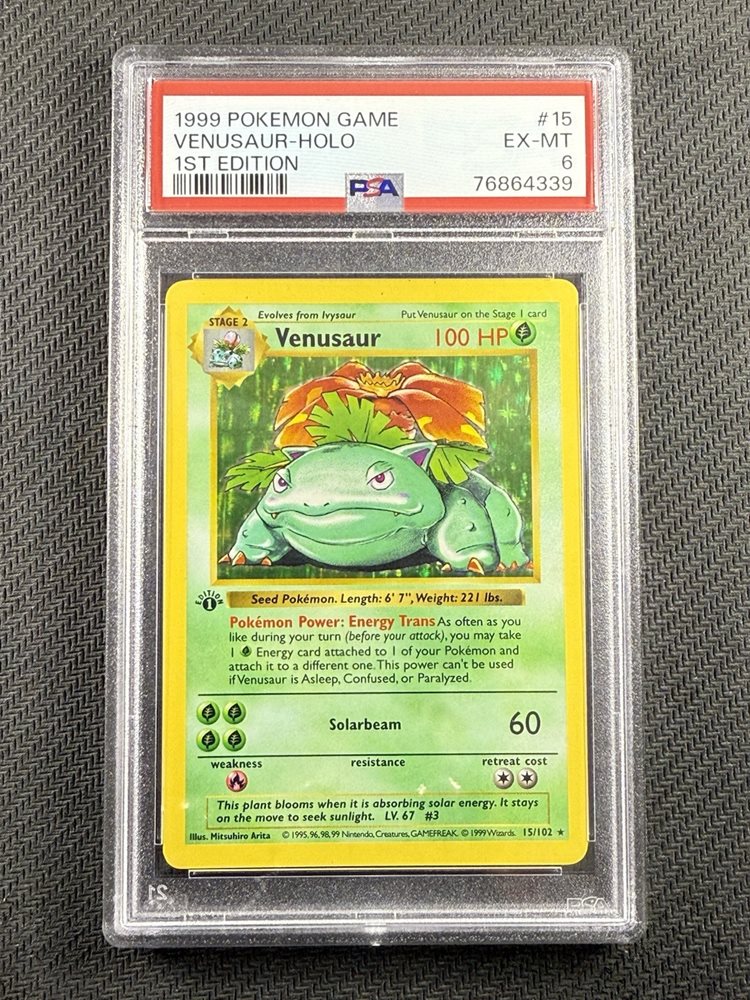 1999 POKEMON GAME #15
VENUSAUR-HOLO EX-MT
1ST EDITION 6
PSA 76864339
STAGE 2 Evolves from Ivysaur Put Venusaur on the Stage 1 card
Venusaur 100 HP
EDITION 1
Seed Pokémon. Length: 6' 7", Weight: 221 lbs.
Pokémon Power: Energy Trans As often as you
like during your turn (before your attack), you may take
1 Energy card attached to 1 of your Pokémon and
attach it to a different one. This power can't be used
if Venusaur is Asleep, Confused, or Paralyzed.
Solarbeam 60
weakness resistance retreat cost
This plant blooms when it is absorbing solar energy. It stays
on the move to seek sunlight. LV. 67 #3
Illus. Mitsuhiro Arita © 1995, 96, 98, 99 Nintendo, Creatures, GAMEFREAK. © 1999 Wizards. 15/102 ★
21 PSA